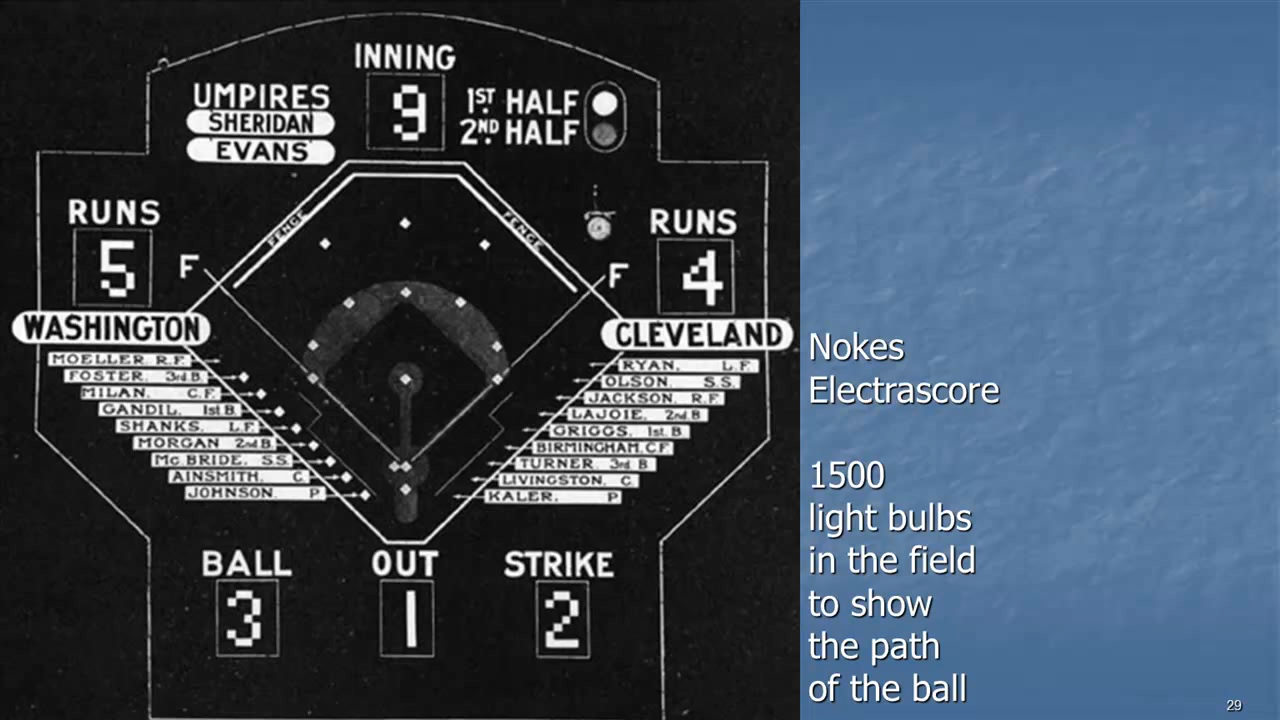 INNING
9
UMPIRES
SHERIDAN
EVANS
1ST HALF
2ND HALF
FENCE
FENCE
RUNS
5
F
WASHINGTON
MOELLER. R.F.
FOSTER. 3rd B.
MILAN. C.F.
GANDIL. 1st B.
SHANKS. L.F.
MORGAN 2nd B.
Mc BRIDE. S.S.
AINSMITH. C.
JOHNSON. P
RUNS
4
F
CLEVELAND
RYAN. L.F.
OLSON. S.S.
JACKSON. R.F.
LAJOIE. 2nd B.
GRIGGS. 1st. B
BIRMINGHAM. C.F.
TURNER. 3rd B
LIVINGSTON. C.
KALER. P
BALL
3
OUT
1
STRIKE
2
Nokes
Electrascore
1500
light bulbs
in the field
to show
the path
of the ball
29